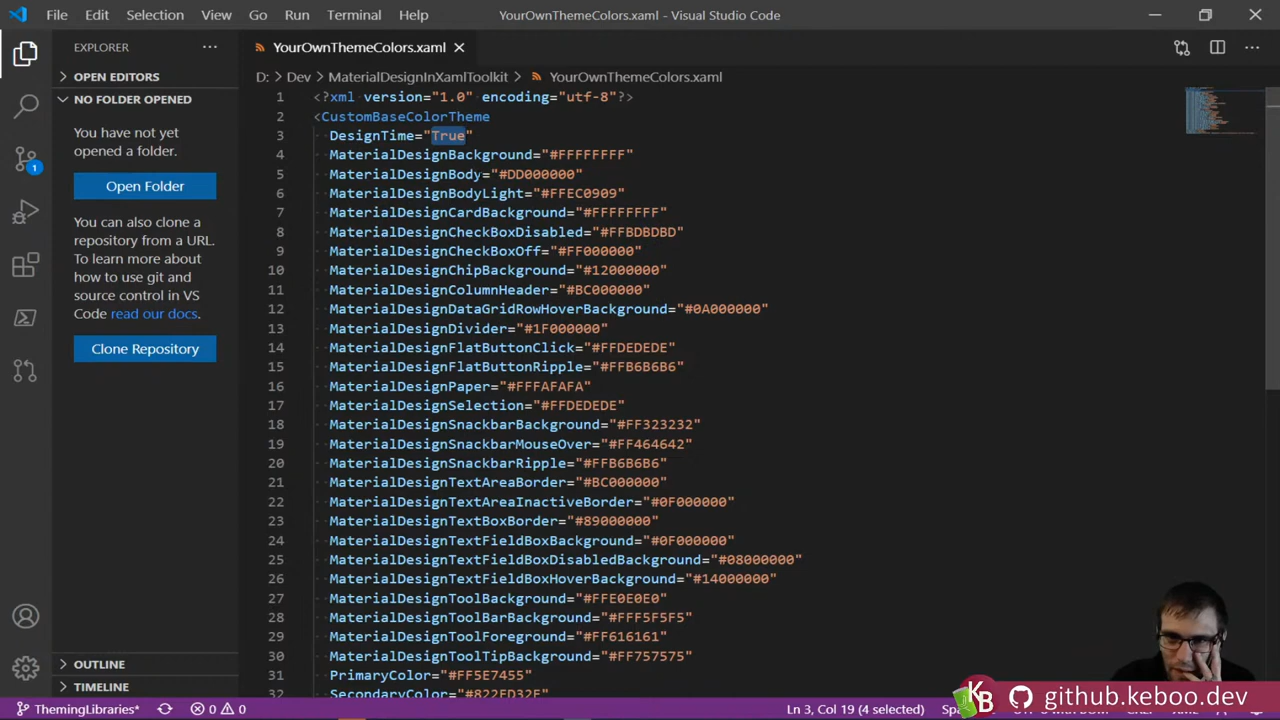 File Edit Selection View Go Run Terminal Help YourOwnThemeColors.xaml - Visual Studio Code
EXPLORER
OPEN EDITORS
NO FOLDER OPENED
You have not yet
opened a folder.
Open Folder
You can also clone a
repository from a URL.
To learn more about
how to use git and
source control in VS
Code read our docs.
Clone Repository
OUTLINE
TIMELINE
1
YourOwnThemeColors.xaml
D: > Dev > MaterialDesignInXamlToolkit > YourOwnThemeColors.xaml
1 <?xml version="1.0" encoding="utf-8"?>
2 <CustomBaseColorTheme
3 DesignTime="True"
4 MaterialDesignBackground="#FFFFFFFF"
5 MaterialDesignBody="#DD000000"
6 MaterialDesignBodyLight="#FFEC0909"
7 MaterialDesignCardBackground="#FFFFFFFF"
8 MaterialDesignCheckBoxDisabled="#FFBDBDBD"
9 MaterialDesignCheckBoxOff="#FF000000"
10 MaterialDesignChipBackground="#12000000"
11 MaterialDesignColumnHeader="#BC000000"
12 MaterialDesignDataGridRowHoverBackground="#0A000000"
13 MaterialDesignDivider="#1F000000"
14 MaterialDesignFlatButtonClick="#FFDEDEDE"
15 MaterialDesignFlatButtonRipple="#FFB6B6B6"
16 MaterialDesignPaper="#FFFAFAFA"
17 MaterialDesignSelection="#FFDEDEDE"
18 MaterialDesignSnackbarBackground="#FF323232"
19 MaterialDesignSnackbarMouseOver="#FF464642"
20 MaterialDesignSnackbarRipple="#FFB6B6B6"
21 MaterialDesignTextAreaBorder="#BC000000"
22 MaterialDesignTextAreaInactiveBorder="#0F000000"
23 MaterialDesignTextBoxBorder="#89000000"
24 MaterialDesignTextFieldBoxBackground="#0F000000"
25 MaterialDesignTextFieldBoxDisabledBackground="#08000000"
26 MaterialDesignTextFieldBoxHoverBackground="#14000000"
27 MaterialDesignToolBackground="#FFE0E0E0"
28 MaterialDesignToolBarBackground="#FFF5F5F5"
29 MaterialDesignToolForeground="#FF616161"
30 MaterialDesignToolTipBackground="#FF757575"
31 PrimaryColor="#FF5E7455"
32 SecondaryColor="#822ED32F"
ThemingLibraries* 0 0 Ln 3, Col 19 (4 selected)
KB github.keboo.dev